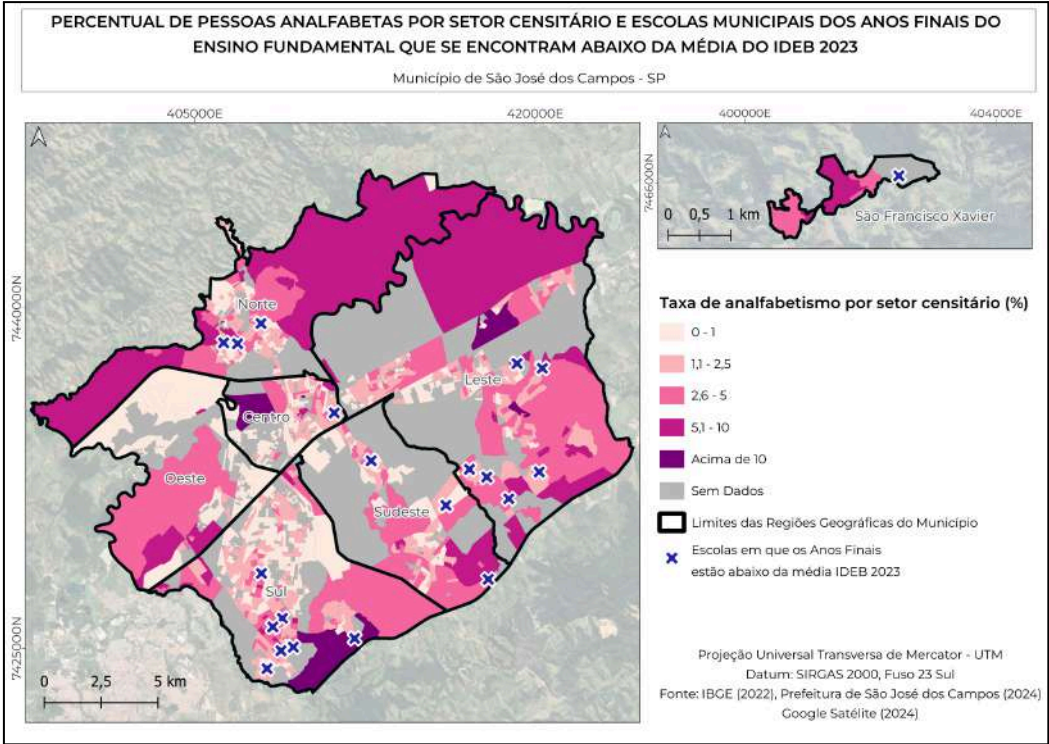 PERCENTUAL DE PESSOAS ANALFABETAS POR SETOR CENSITÁRIO E ESCOLAS MUNICIPAIS DOS ANOS FINAIS DO
ENSINO FUNDAMENTAL QUE SE ENCONTRAM ABAIXO DA MÉDIA DO IDEB 2023
Município de São José dos Campos - SP
405000E
420000E
400000E
404000E
7466000N
0 0,5 1 km
São Francisco Xavier
7440000N
Norte
Leste
Centro
Oeste
Sudeste
Sul
7425000N
0 2,5 5 km
Taxa de analfabetismo por setor censitário (%)
0 - 1
1,1 - 2,5
2,6 - 5
5,1 - 10
Acima de 10
Sem Dados
Limites das Regiões Geográficas do Município
Escolas em que os Anos Finais
estão abaixo da média IDEB 2023
Projeção Universal Transversa de Mercator - UTM
Datum: SIRGAS 2000, Fuso 23 Sul
Fonte: IBGE (2022), Prefeitura de São José dos Campos (2024)
Google Satélite (2024)